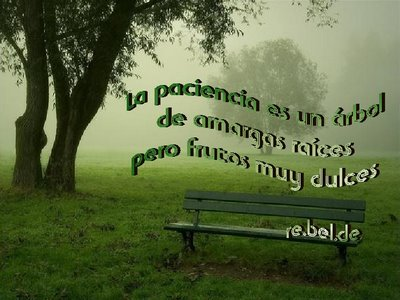 La paciencia es un árbol
de amargas raíces
pero frutos muy dulces
re.bel.de